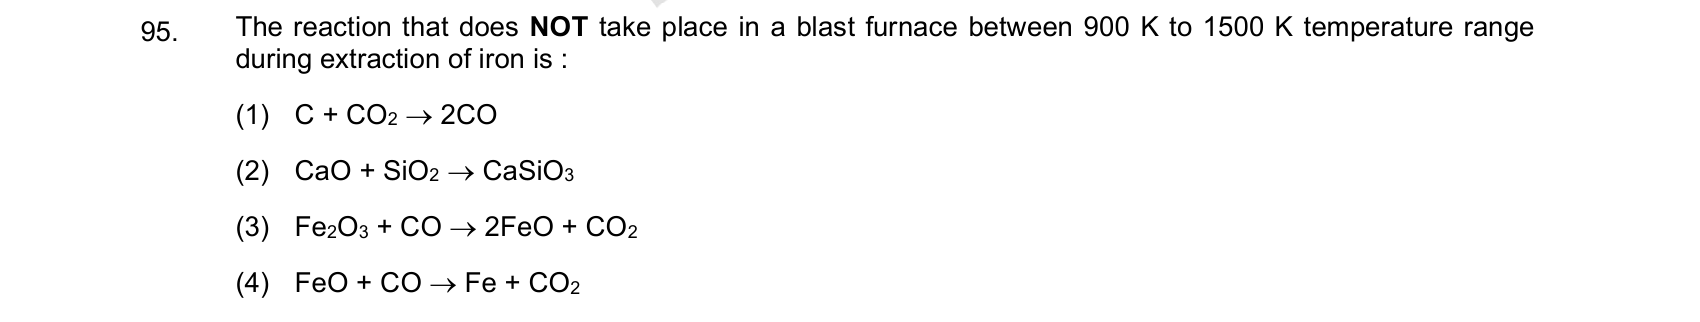 95. The reaction that does NOT take place in a blast furnace between 900 K to 1500 K temperature range
during extraction of iron is :
(1) C + CO₂ → 2CO
(2) CaO + SiO₂ → CaSiO₃
(3) Fe₂O₃ + CO → 2FeO + CO₂
(4) FeO + CO → Fe + CO₂